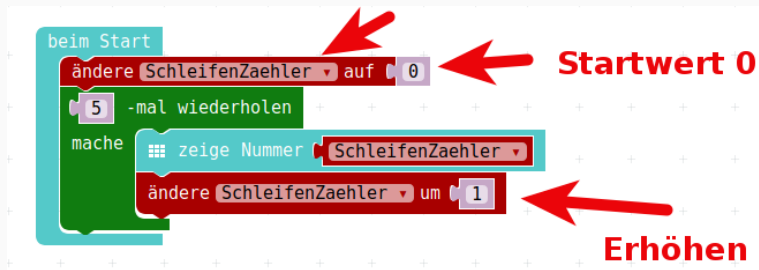 beim Start
ändere SchleifenZaehler auf 0
Startwert 0
5 -mal wiederholen
mache
zeige Nummer SchleifenZaehler
ändere SchleifenZaehler um 1
Erhöhen